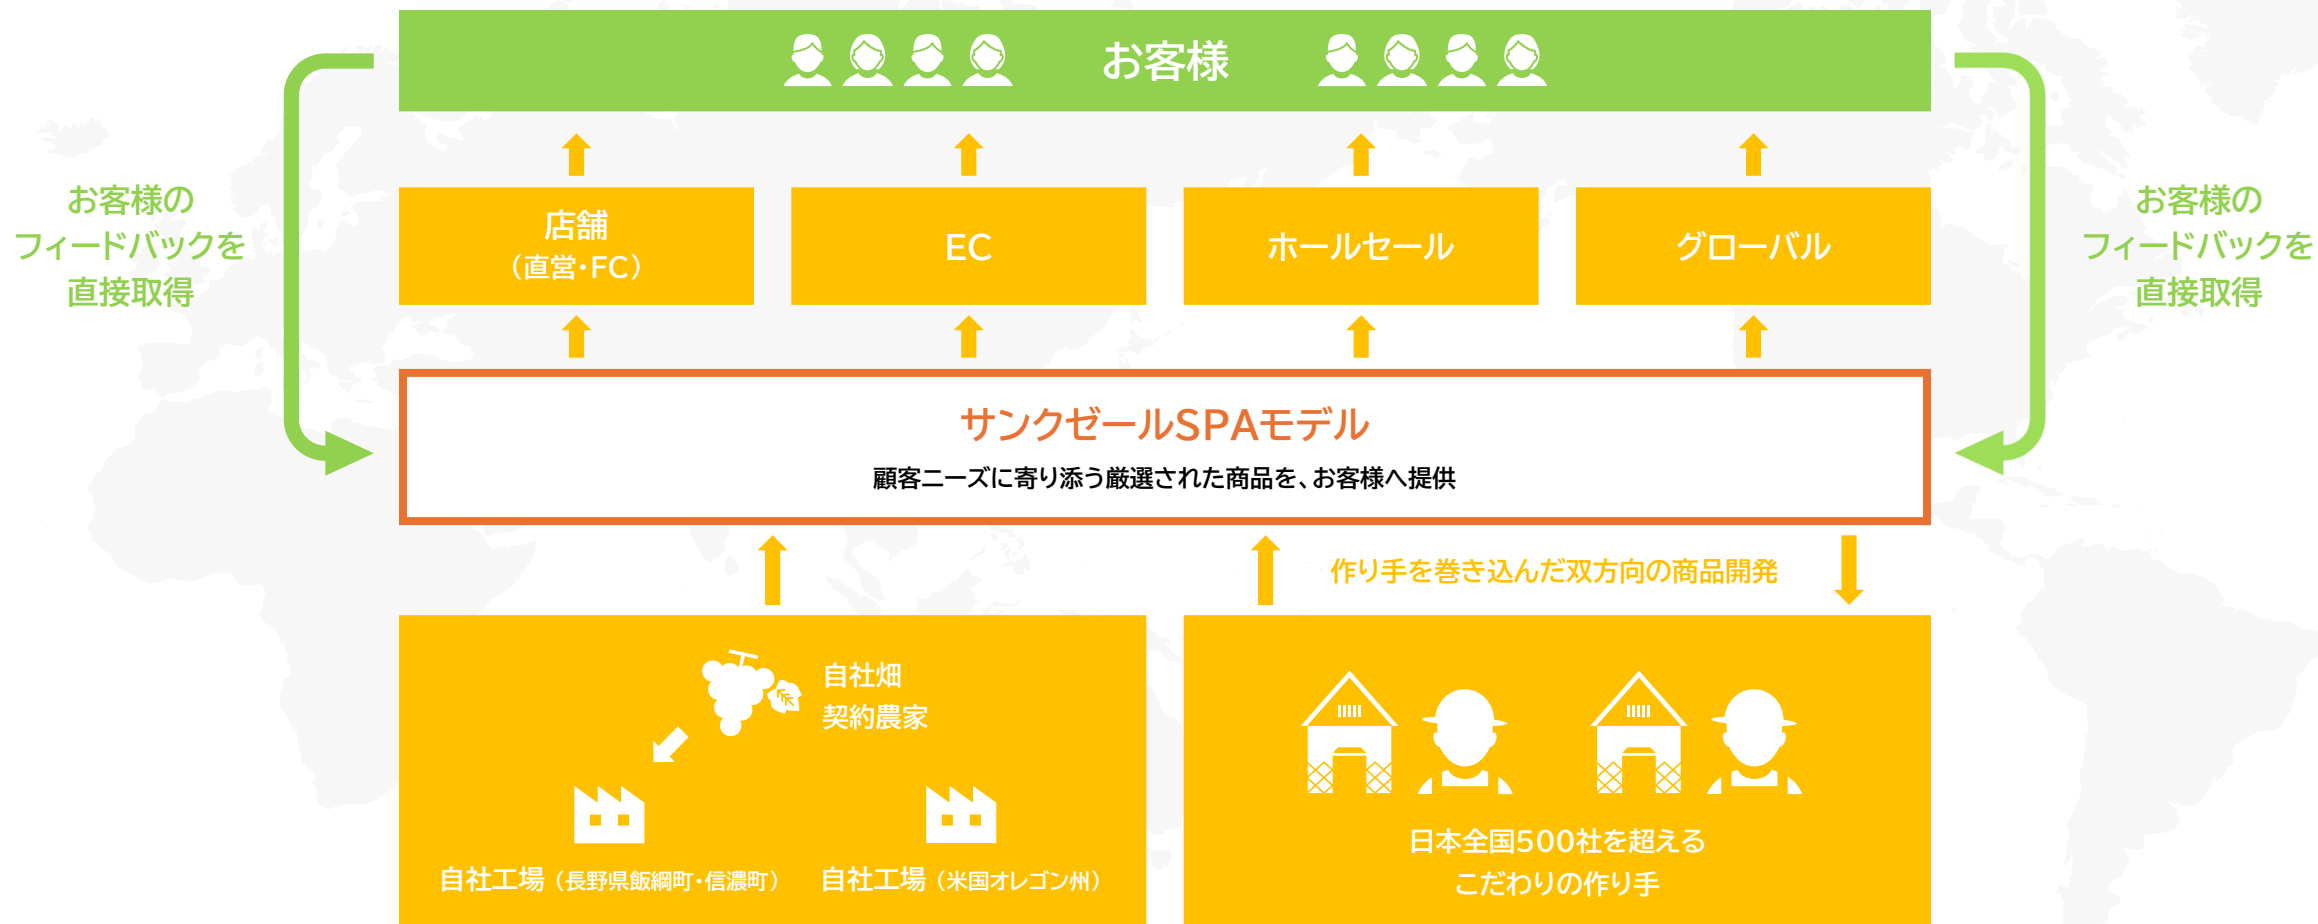 お客様
お客様の
フィードバックを
直接取得
店舗
（直営・FC）
EC
ホールセール
グローバル
お客様の
フィードバックを
直接取得
サンクゼールSPAモデル
顧客ニーズに寄り添う厳選された商品を、お客様へ提供
作り手を巻き込んだ双方向の商品開発
自社畑
契約農家
自社工場（長野県飯綱町・信濃町）
自社工場（米国オレゴン州）
日本全国500社を超える
こだわりの作り手